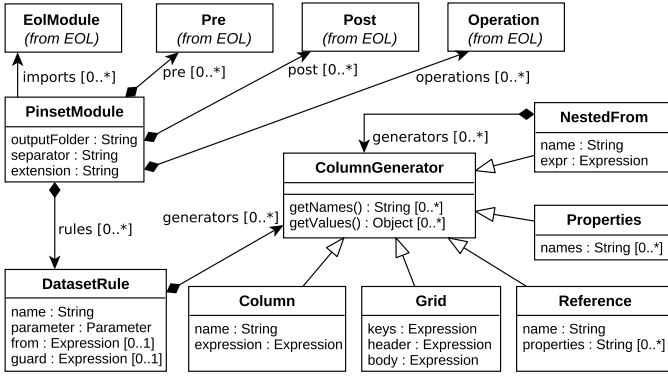 EolModule
(from EOL)
Pre
(from EOL)
Post
(from EOL)
Operation
(from EOL)
imports [0..*]
pre [0..*]
post [0..*]
operations [0..*]
PinsetModule
outputFolder : String
separator : String
extension : String
generators [0..*]
NestedFrom
name : String
expr : Expression
ColumnGenerator
getNames() : String [0..*]
getValues() : Object [0..*]
rules [0..*]
generators [0..*]
Properties
names : String [0..*]
DatasetRule
name : String
parameter : Parameter
from : Expression [0..1]
guard : Expression [0..1]
Column
name : String
expression : Expression
Grid
keys : Expression
header : Expression
body : Expression
Reference
name : String
properties : String [0..*]